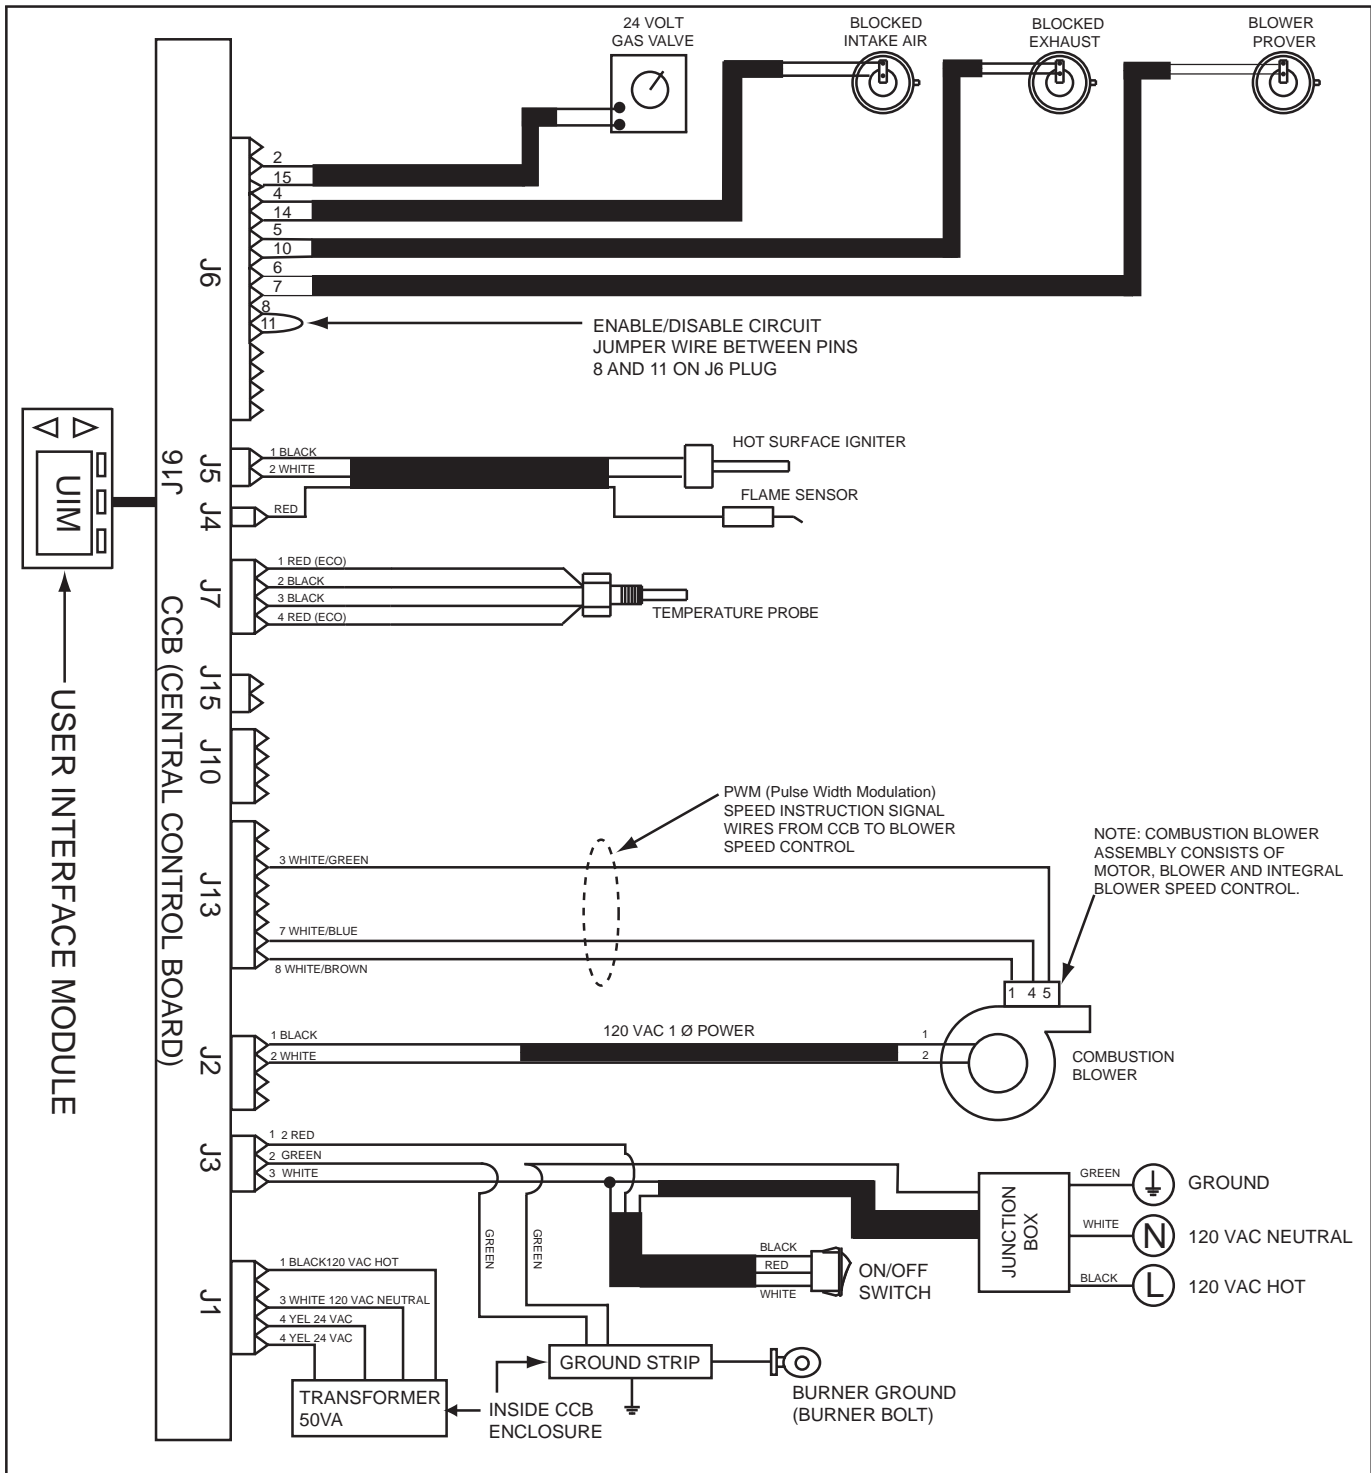 24 VOLT
GAS VALVE
BLOCKED
INTAKE AIR
BLOCKED
EXHAUST
BLOWER
PROVER
2
15
4
14
5
10
6
7
8
11
J6
ENABLE/DISABLE CIRCUIT
JUMPER WIRE BETWEEN PINS
8 AND 11 ON J6 PLUG
UIM
USER INTERFACE MODULE
J16
CCB (CENTRAL CONTROL BOARD)
J5
1 BLACK
2 WHITE
HOT SURFACE IGNITER
J4
RED
FLAME SENSOR
J7
1 RED (ECO)
2 BLACK
3 BLACK
4 RED (ECO)
TEMPERATURE PROBE
J15
J10
PWM (Pulse Width Modulation)
SPEED INSTRUCTION SIGNAL
WIRES FROM CCB TO BLOWER
SPEED CONTROL
NOTE: COMBUSTION BLOWER
ASSEMBLY CONSISTS OF
MOTOR, BLOWER AND INTEGRAL
BLOWER SPEED CONTROL.
J13
3 WHITE/GREEN
7 WHITE/BLUE
8 WHITE/BROWN
1 4 5
J2
1 BLACK
2 WHITE
120 VAC 1 Ø POWER
1
2
COMBUSTION
BLOWER
J3
1 2 RED
2 GREEN
3 WHITE
GREEN
GREEN
BLACK
RED
WHITE
ON/OFF
SWITCH
JUNCTION
BOX
GREEN
GROUND
WHITE
N
120 VAC NEUTRAL
BLACK
L
120 VAC HOT
J1
1 BLACK120 VAC HOT
3 WHITE 120 VAC NEUTRAL
4 YEL 24 VAC
4 YEL 24 VAC
TRANSFORMER
50VA
INSIDE CCB
ENCLOSURE
GROUND STRIP
BURNER GROUND
(BURNER BOLT)